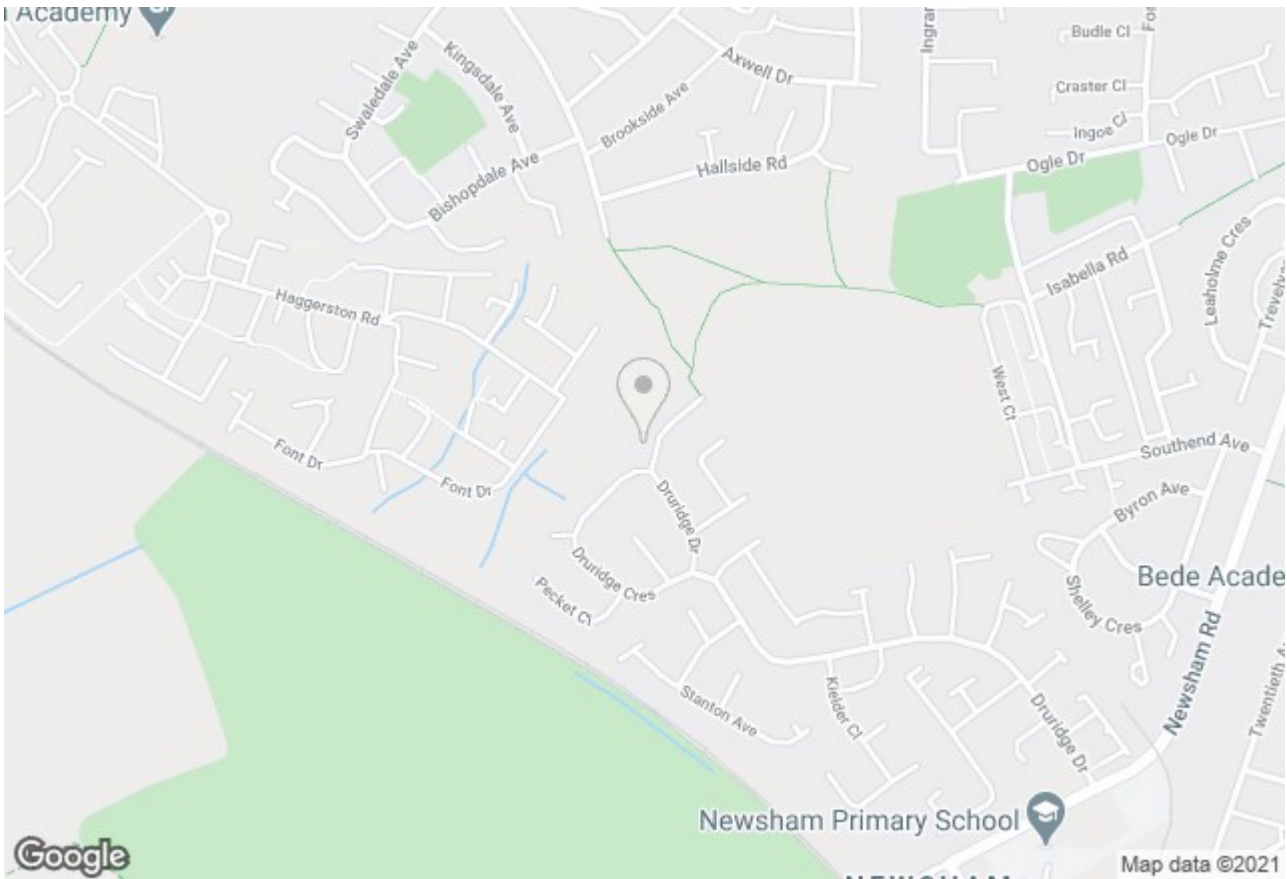 Academy
Swaledale Ave
Kingsdale Ave
Axwell Dr
Budle Cl
Craster Cl
Ingoe Cl
Ogle Dr
Ogle Dr
Brookside Ave
Hallside Rd
Bishopdale Ave
Isabella Rd
Leaholme Cres
Haggerston Rd
West Ct
Southend Ave
Font Dr
Font Dr
Byron Ave
Druridge Dr
Druridge Cres
Pecket Cl
Shelley Cres
Bede Acade
Newsham Rd
Stanton Ave
Kielder Cl
Druridge Dr
Newsham Primary School
NEWSHAM
Google
Map data ©2021